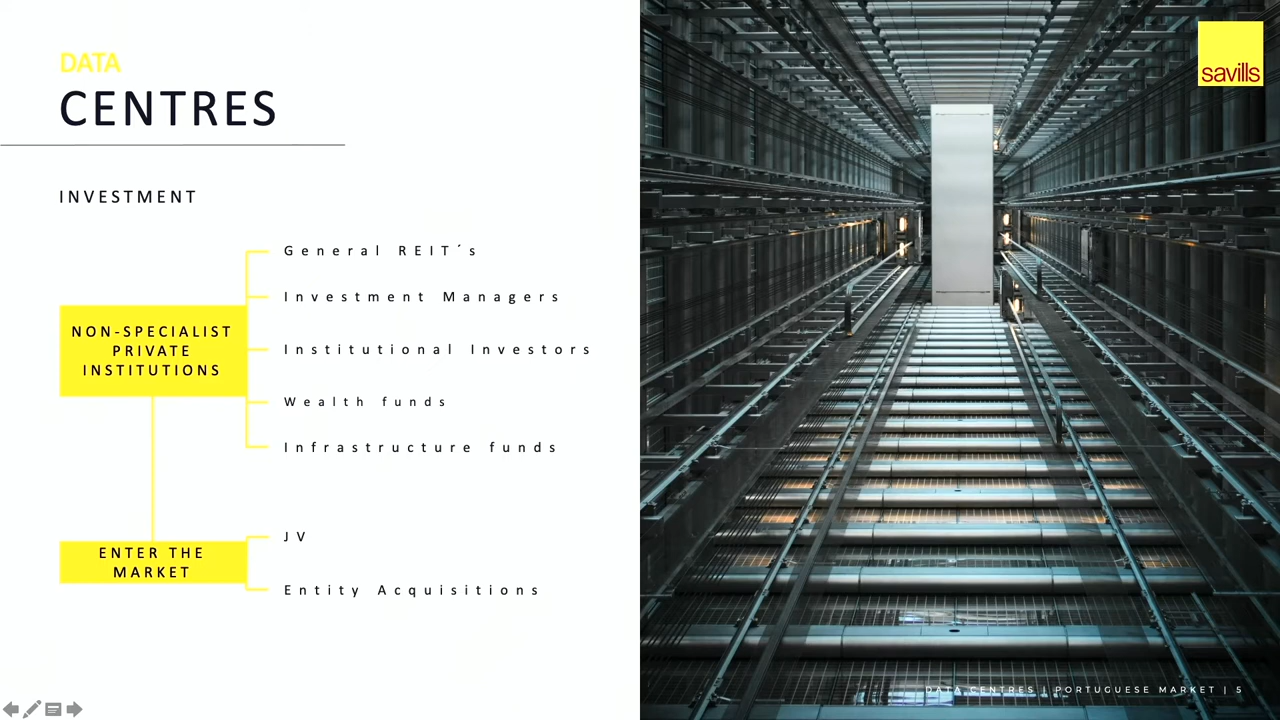 DATA
CENTRES
INVESTMENT
General REIT´s
Investment Managers
NON-SPECIALIST
PRIVATE
INSTITUTIONS
Institutional Investors
Wealth funds
Infrastructure funds
JV
ENTER THE
MARKET
Entity Acquisitions
savills
DATA CENTRES | PORTUGUESE MARKET | 5